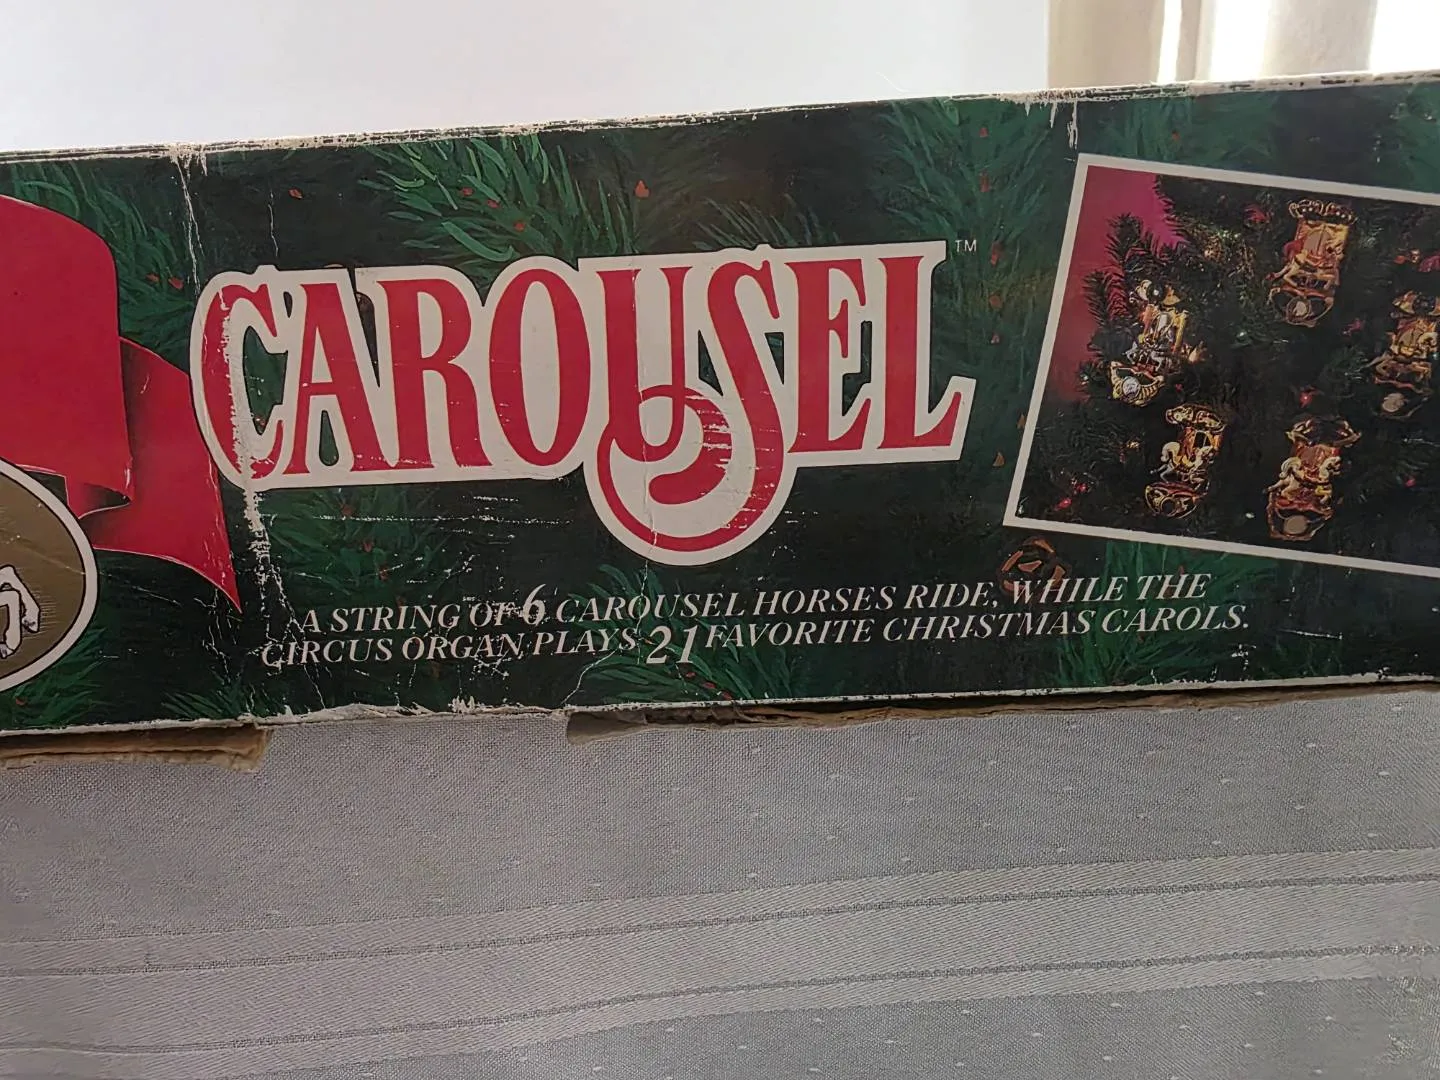 CAROUSEL™
A STRING OF 6 CAROUSEL HORSES RIDE, WHILE THE
CIRCUS ORGAN PLAYS 21 FAVORITE CHRISTMAS CAROLS.